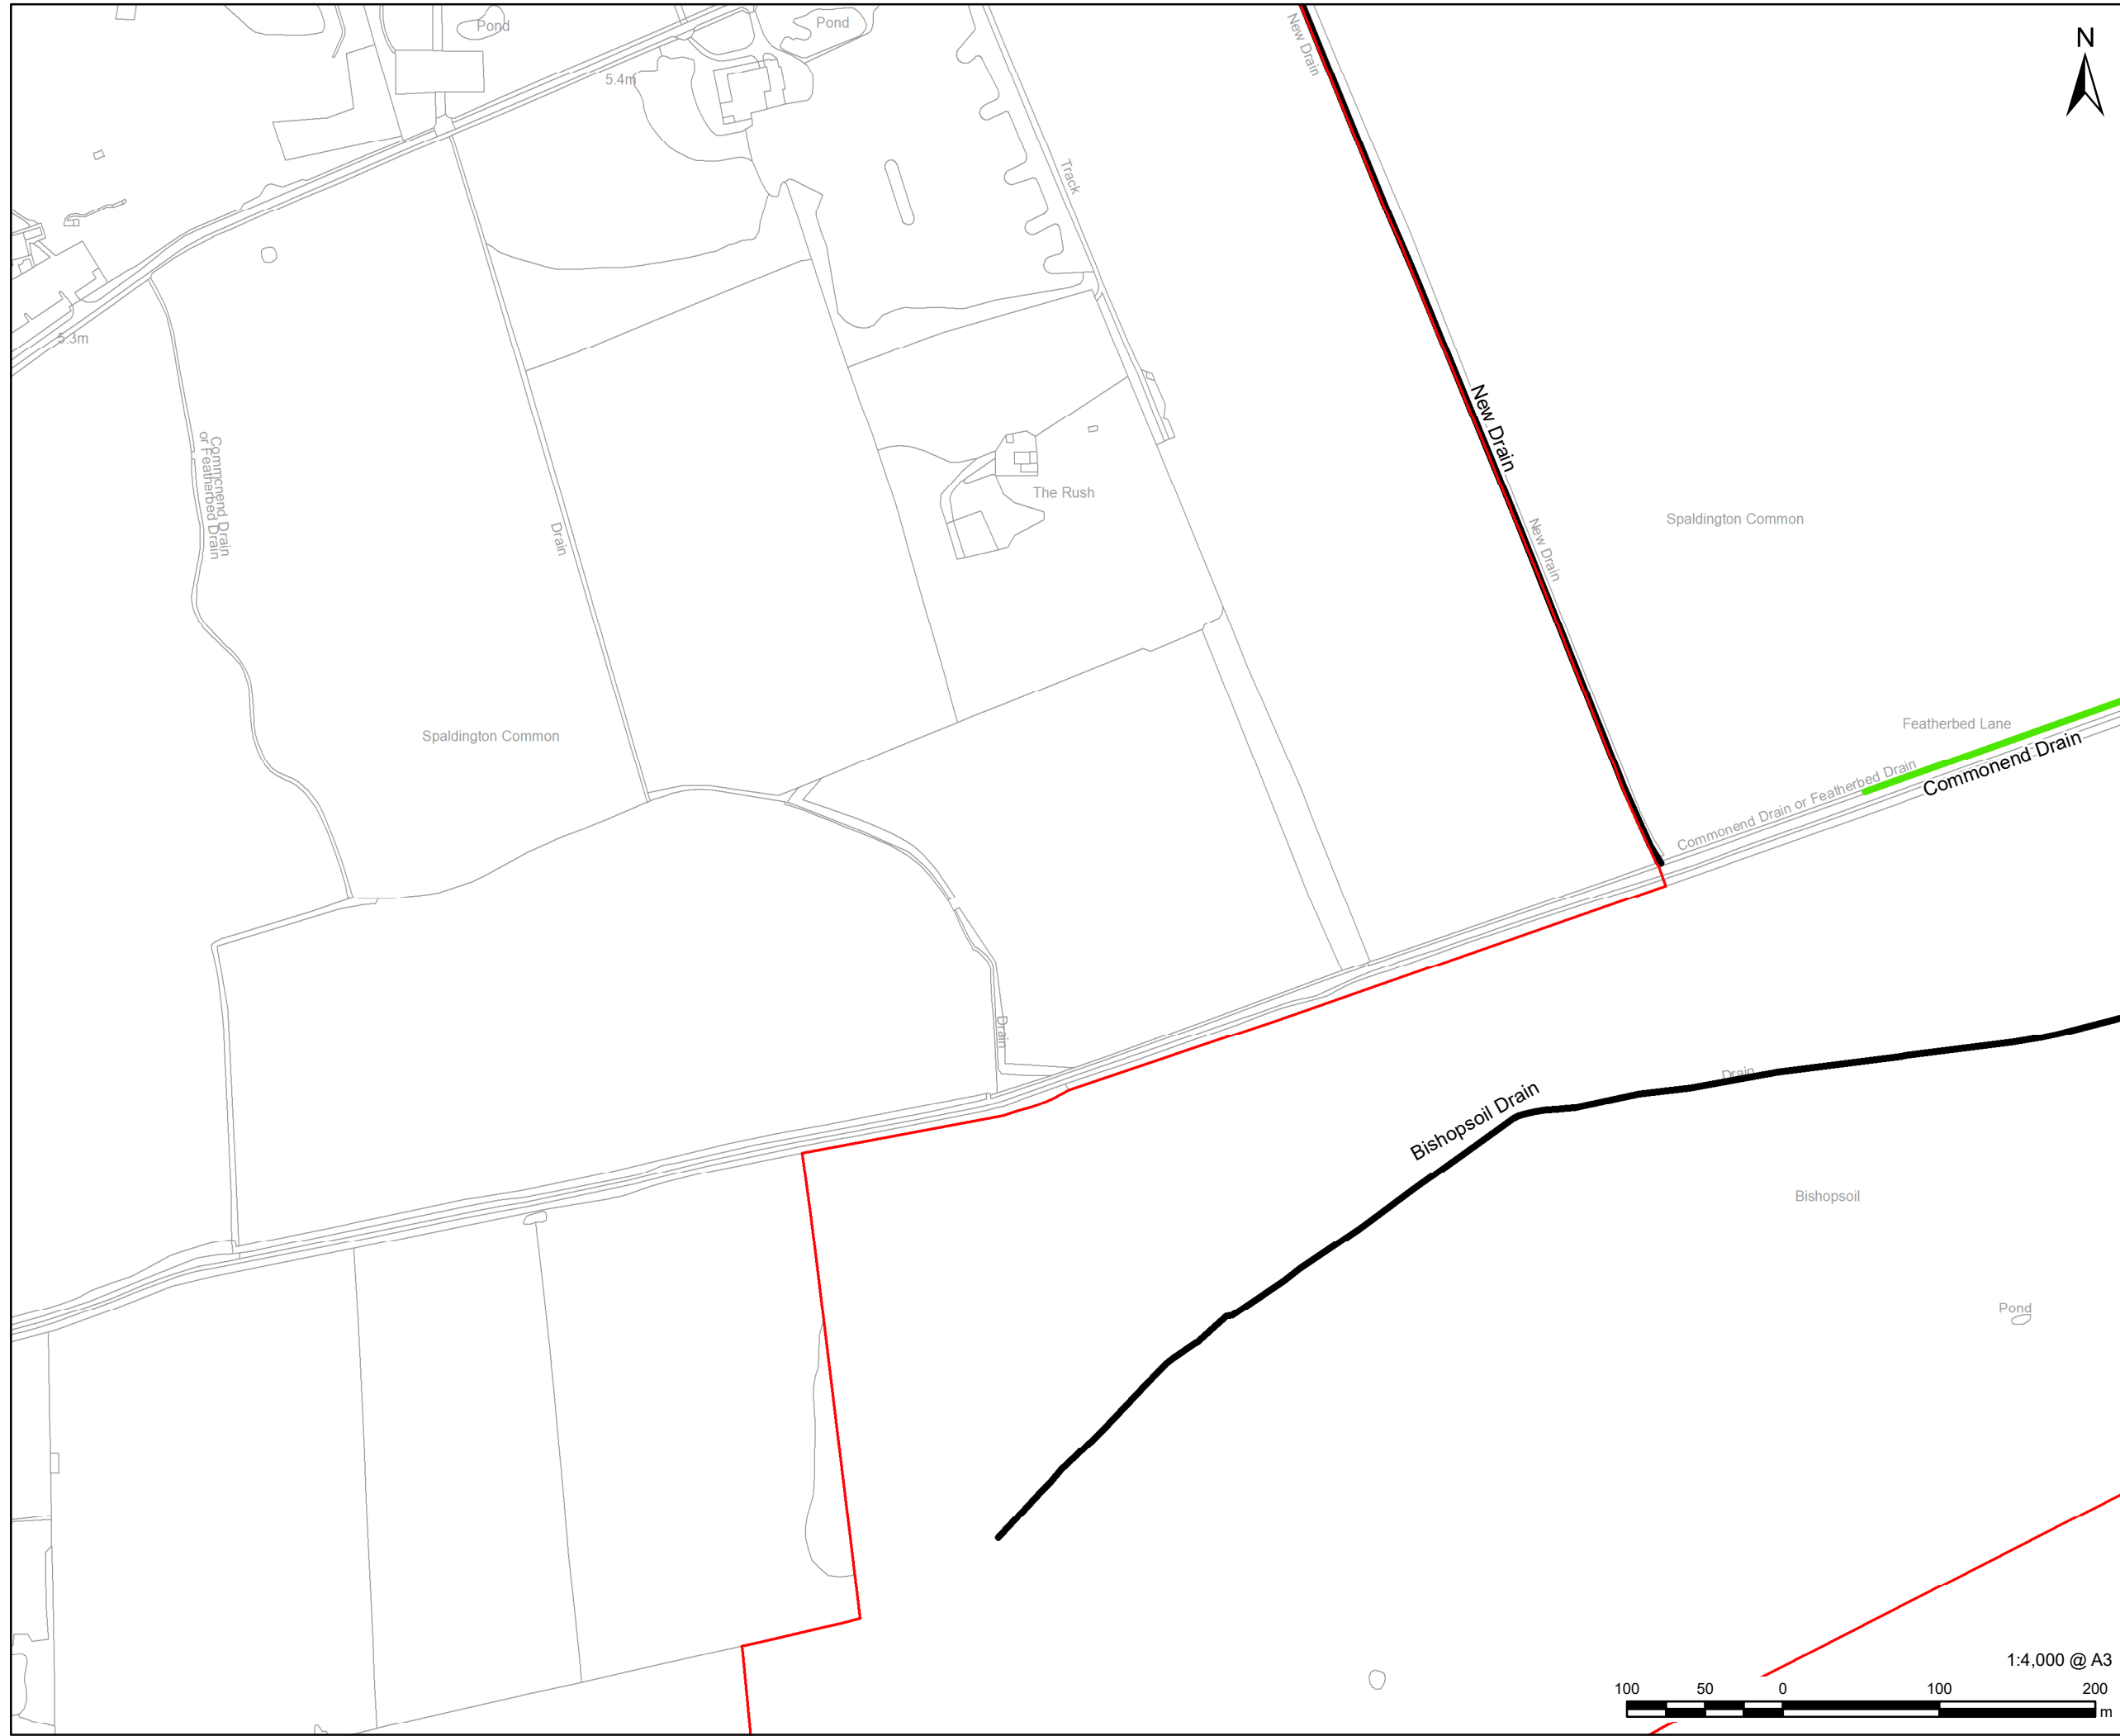 Pond
Pond
New Drain
N
5.4m
Track
5.3m
New Drain
Commonend Drain
or Featherbed Drain
The Rush
Spaldington Common
Drain
New Drain
Spaldington Common
Featherbed Lane
Commonend Drain or Featherbed Drain
Commonend Drain
Drain
Drain
Bishopsoil Drain
Bishopsoil
Pond
1:4,000 @ A3
100 50 0 100 200
m